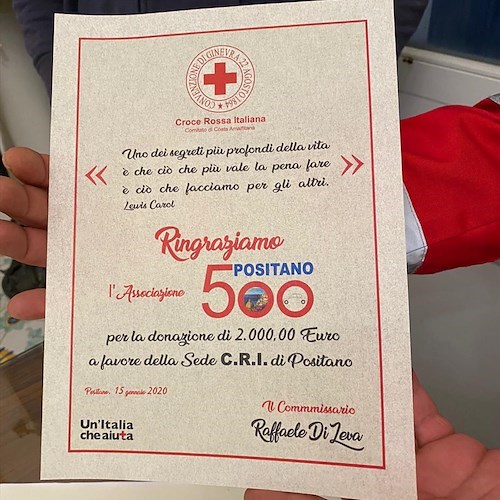 CONVENZIONE DI GINEVRA 22 AGOSTO 1864
Croce Rossa Italiana
Comitato di Costa Amalfitana
« Uno dei segreti più profondi della vita »
è che ciò che più vale la pena fare
è ciò che facciamo per gli altri.
Lewis Carol
Ringraziamo
l'Associazione 500 POSITANO
per la donazione di 2.000,00 Euro
a favore della Sede C.R.I. di Positano
Positano, 15 gennaio 2020
Il Commmissario
Un'Italia
che aiuta
Raffaele Di Leva